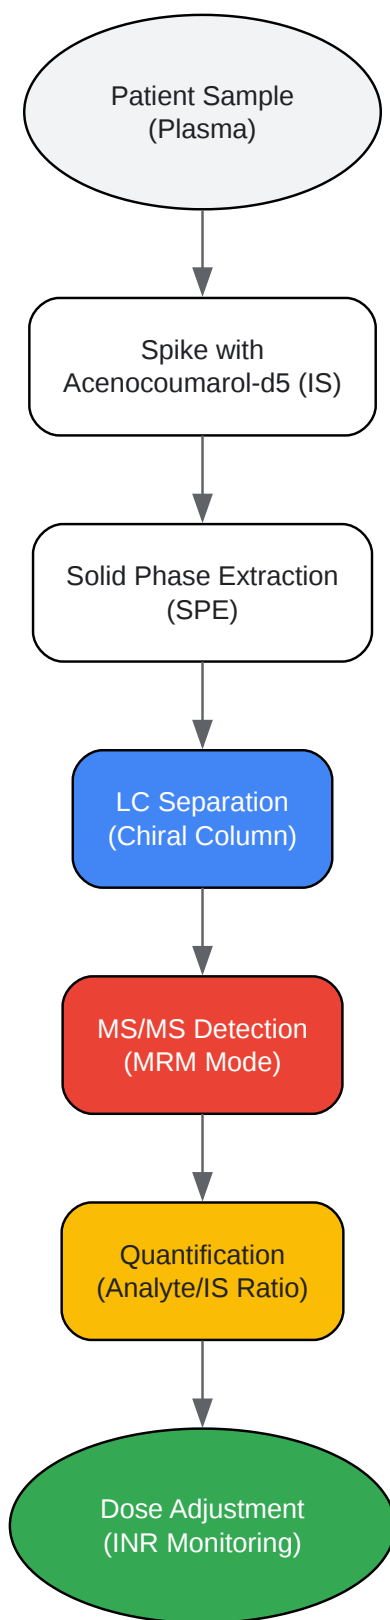 Patient Sample
(Plasma)
Spike with
Acenocoumarol-d5 (IS)
Solid Phase Extraction
(SPE)
LC Separation
(Chiral Column)
MS/MS Detection
(MRM Mode)
Quantification
(Analyte/IS Ratio)
Dose Adjustment
(INR Monitoring)